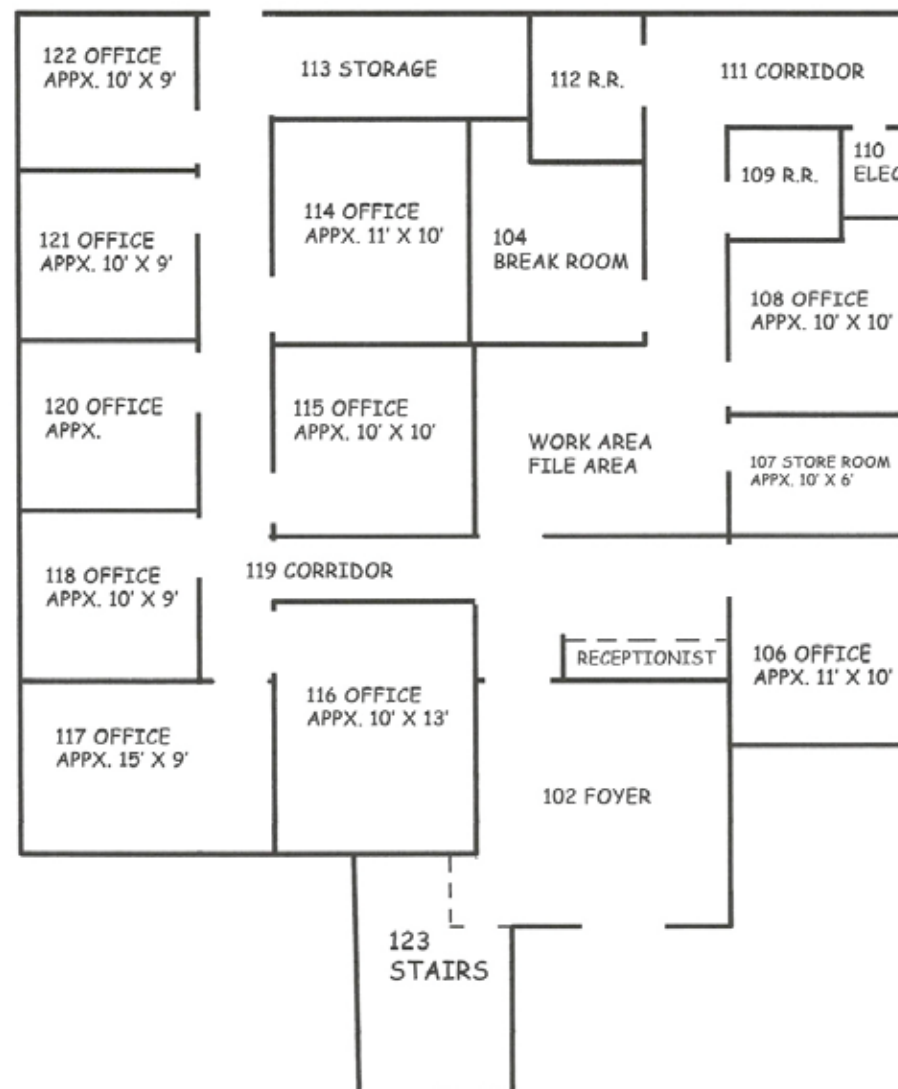 122 OFFICE
APPX. 10' X 9'
113 STORAGE
112 R.R.
111 CORRIDOR
109 R.R.
110
ELEC
114 OFFICE
APPX. 11' X 10'
121 OFFICE
APPX. 10' X 9'
104
BREAK ROOM
108 OFFICE
APPX. 10' X 10'
120 OFFICE
APPX.
115 OFFICE
APPX. 10' X 10'
WORK AREA
FILE AREA
107 STORE ROOM
APPX. 10' X 6'
118 OFFICE
APPX. 10' X 9'
119 CORRIDOR
RECEPTIONIST
106 OFFICE
APPX. 11' X 10'
116 OFFICE
APPX. 10' X 13'
117 OFFICE
APPX. 15' X 9'
102 FOYER
123
STAIRS